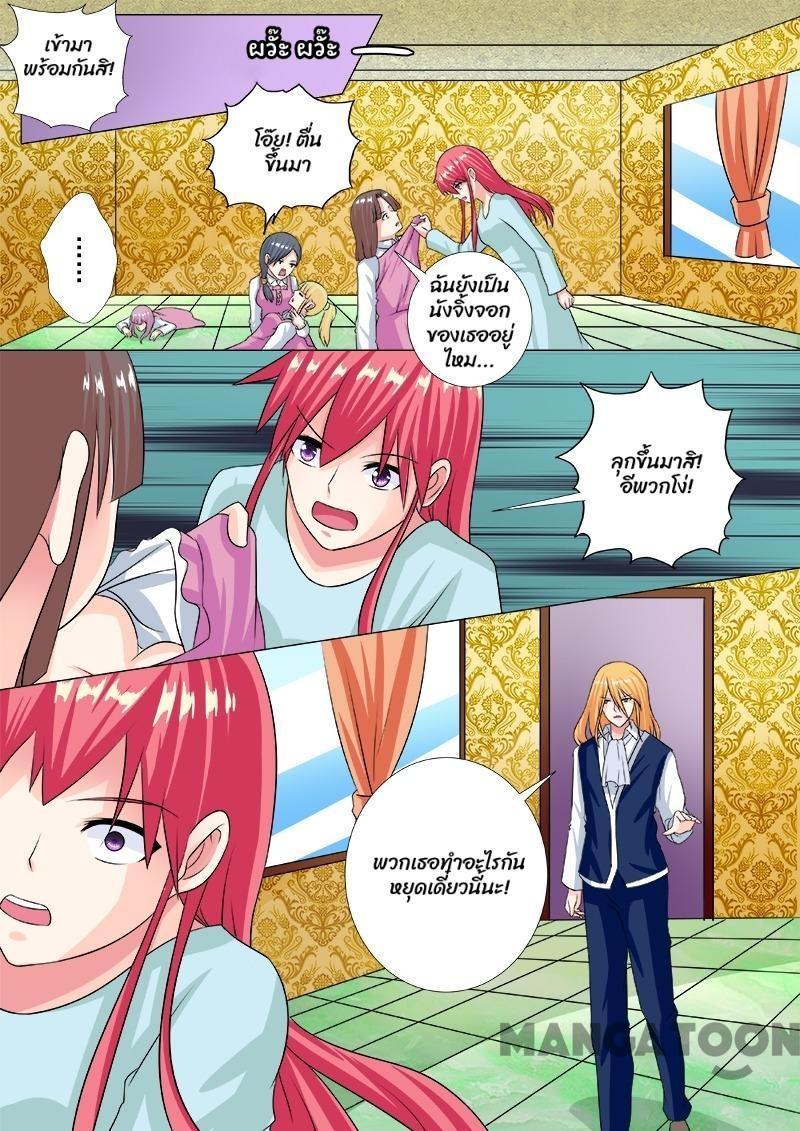 เข้ามา
พร้อมกันสิ!
ผวั๊ะ ผวั๊ะ
โอ๊ย! ตื่น
ขึ้นมา
......
ฉันยังเป็น
นังจิ้งจอก
ของเธออยู่
ไหม...
ลุกขึ้นมาสิ!
อีพวกโง่!
พวกเธอทำอะไรกัน
หยุดเดี๋ยวนี้นะ!
MANGATOON